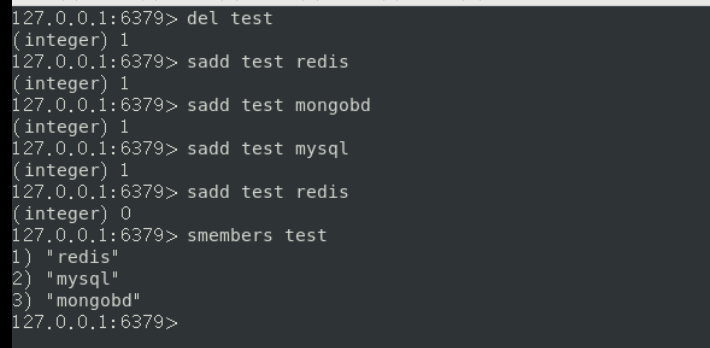 127.0.0.1:6379> del test
(integer) 1
127.0.0.1:6379> sadd test redis
(integer) 1
127.0.0.1:6379> sadd test mongobd
(integer) 1
127.0.0.1:6379> sadd test mysql
(integer) 1
127.0.0.1:6379> sadd test redis
(integer) 0
127.0.0.1:6379> smembers test
1) "redis"
2) "mysql"
3) "mongobd"
127.0.0.1:6379>